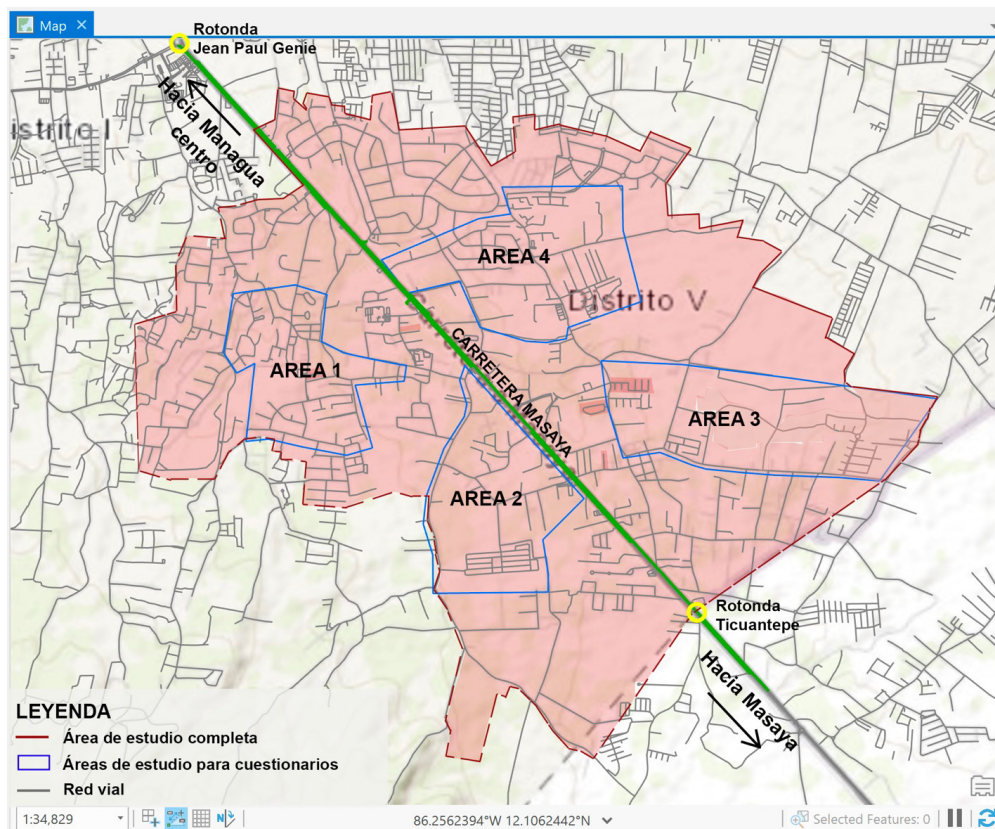 Map
Rotonda
Jean Paul Genie
Hacía Managua
centro
istrito I
AREA 4
Distrito V
CARRETERA MASAYA
AREA 1
AREA 3
AREA 2
Rotonda
Ticuantepe
Hacía Masaya
LEYENDA
Área de estudio completa
Áreas de estudio para cuestionarios
Red vial
1:34,829
N
86.2562394°W 12.1062442°N
Selected Features: 0